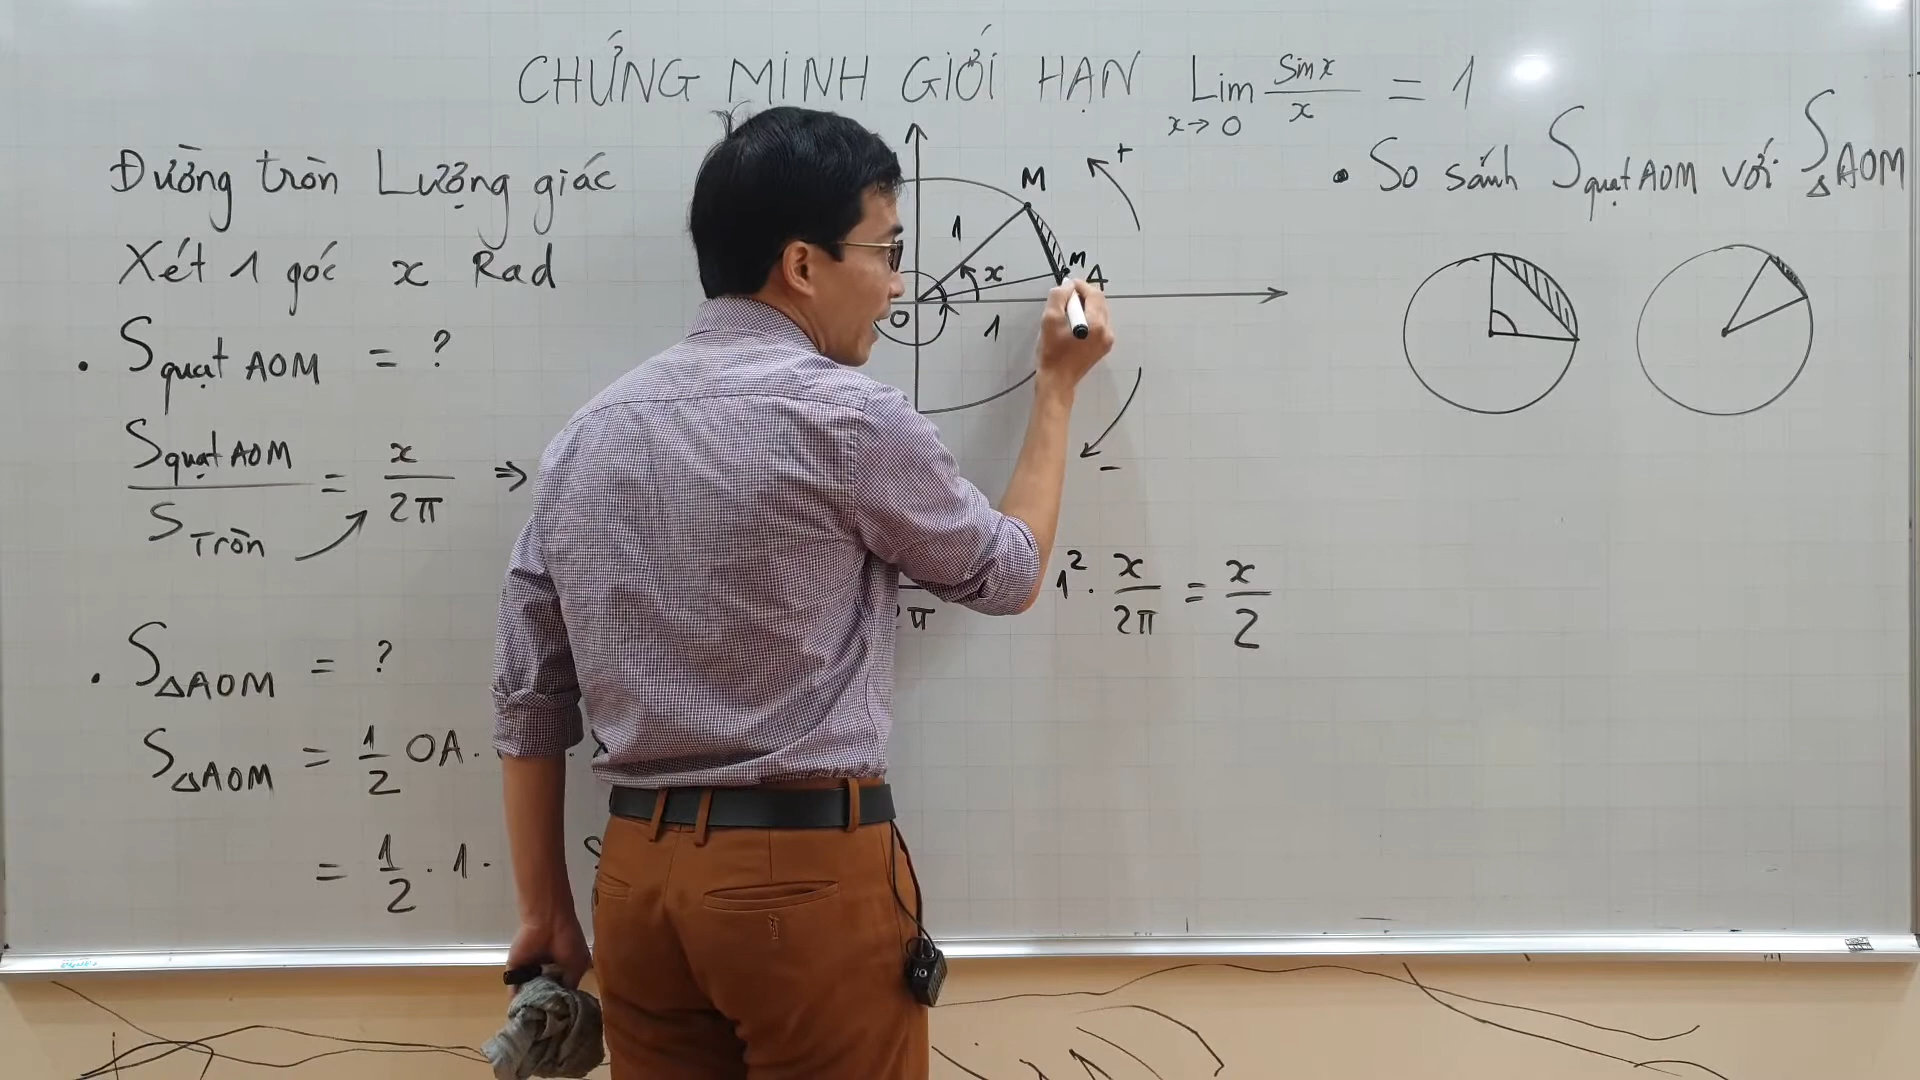 CHỨNG MINH GIỚI HẠN Lim x→0 sinx/x = 1
Đường tròn Lượng giác
Xét 1 góc x Rad
• S quạt AOM = ?
S quạt AOM / S Tròn = x/2π ⇒
• S ΔAOM = ?
S ΔAOM = 1/2 OA.
= 1/2 . 1 .
M
+
1
x
M
A
O
1
−
2π
1² . x/2π = x/2
• So sánh S quạt AOM với S ΔAOM